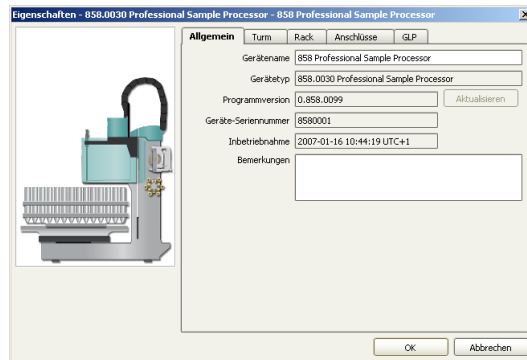 Eigenschaften - 858.0030 Professional Sample Processor - 858 Professional Sample Processor
Allgemein Turm Rack Anschlüsse GLP
Gerätename 858 Professional Sample Processor
Gerätetyp 858.0030 Professional Sample Processor
Programmversion 0.858.0099 Aktualisieren
Geräte-Seriennummer 8580001
Inbetriebnahme 2007-01-16 10:44:19 UTC+1
Bemerkungen
OK Abbrechen